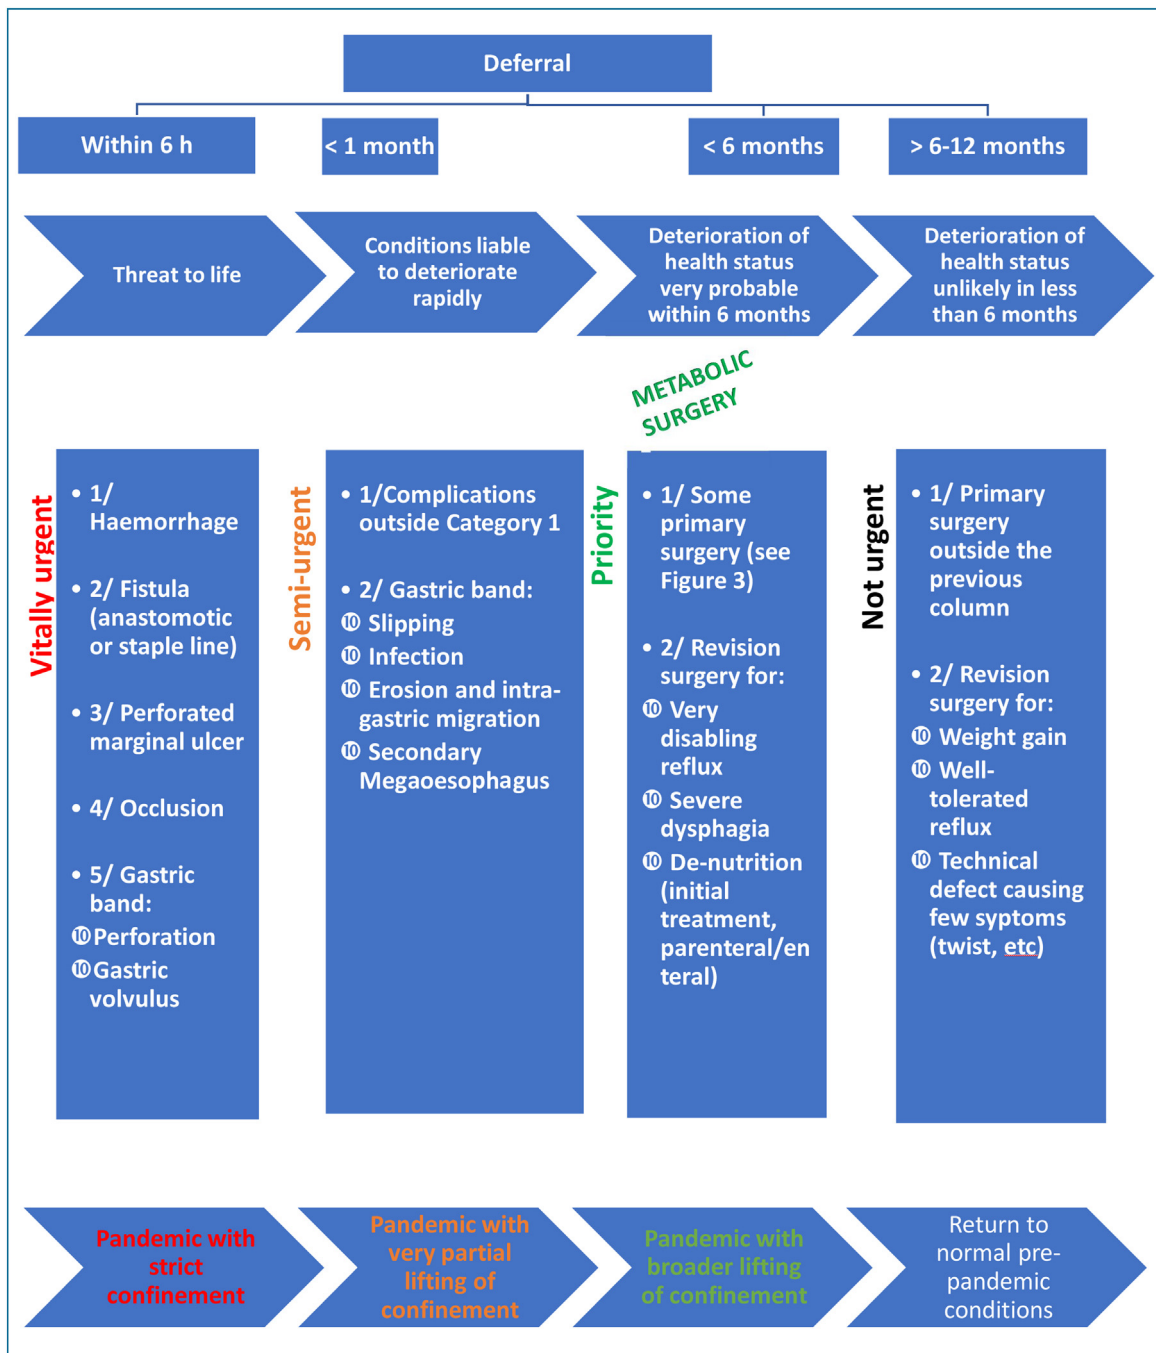 Deferral
Within 6 h
< 1 month
< 6 months
> 6-12 months
Threat to life
Conditions liable
to deteriorate
rapidly
Deterioration of
health status
very probable
within 6 months
Deterioration of
health status
unlikely in less
than 6 months
METABOLIC
SURGERY
Vitally urgent
• 1/
Haemorrhage
• 2/ Fistula
(anastomotic
or staple line)
• 3/ Perforated
marginal ulcer
• 4/ Occlusion
• 5/ Gastric
band:
❿Perforation
❿Gastric
volvulus
Semi-urgent
• 1/Complications
outside Category 1
• 2/ Gastric band:
❿ Slipping
❿ Infection
❿ Erosion and intra-
gastric migration
❿ Secondary
Megaoesophagus
Priority
• 1/ Some
primary
surgery (see
Figure 3)
• 2/ Revision
surgery for:
❿ Very
disabling
reflux
❿ Severe
dysphagia
❿ De-nutrition
(initial
treatment,
parenteral/en
teral)
Not urgent
• 1/ Primary
surgery
outside the
previous
column
• 2/ Revision
surgery for:
❿ Weight gain
❿ Well-
tolerated
reflux
❿ Technical
defect causing
few syptoms
(twist, etc)
Pandemic with
strict
confinement
Pandemic with
very partial
lifting of
confinement
Pandemic with
broader lifting
of confinement
Return to
normal pre-
pandemic
conditions